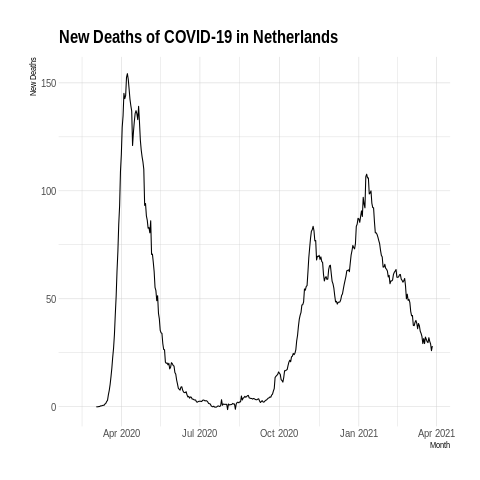 New Deaths of COVID-19 in Netherlands
New Deaths
150
100
50
0
Apr 2020 Jul 2020 Oct 2020 Jan 2021 Apr 2021
Month